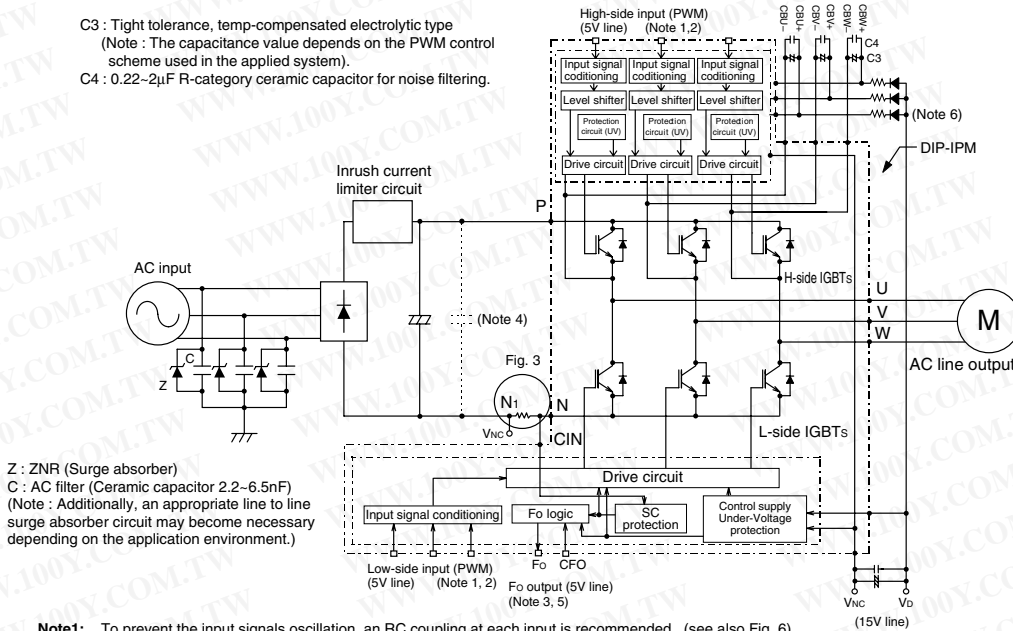 C3 : Tight tolerance, temp-compensated electrolytic type
(Note : The capacitance value depends on the PWM control
scheme used in the applied system).
C4 : 0.22~2μF R-category ceramic capacitor for noise filtering.
High-side input (PWM)
(5V line) (Note 1,2)
CBU–
CBU+
CBV–
CBV+
CBW–
CBW+
C4
C3
(Note 6)
DIP-IPM
Input signal
coditioning
Input signal
coditioning
Input signal
coditioning
Level shifter
Level shifter
Level shifter
Protection
circuit (UV)
Protection
circuit (UV)
Protection
circuit (UV)
Drive circuit
Drive circuit
Drive circuit
Inrush current
limiter circuit
P
AC input
H-side IGBTs
U
V
W
M
AC line output
(Note 4)
C
Z
Fig. 3
N1
N
VNC
CIN
L-side IGBTs
Z : ZNR (Surge absorber)
C : AC filter (Ceramic capacitor 2.2~6.5nF)
(Note : Additionally, an appropriate line to line
surge absorber circuit may become necessary
depending on the application environment.)
Drive circuit
Input signal conditioning
Fo logic
SC
protection
Control supply
Under-Voltage
protection
Low-side input (PWM)
(5V line) (Note 1, 2)
FO
CFO
FO output (5V line)
(Note 3, 5)
VNC
VD
(15V line)
Note1: To prevent the input signals oscillation, an RC coupling at each input is recommended. (see also Fig. 6)
WWW.100Y.COM.TW